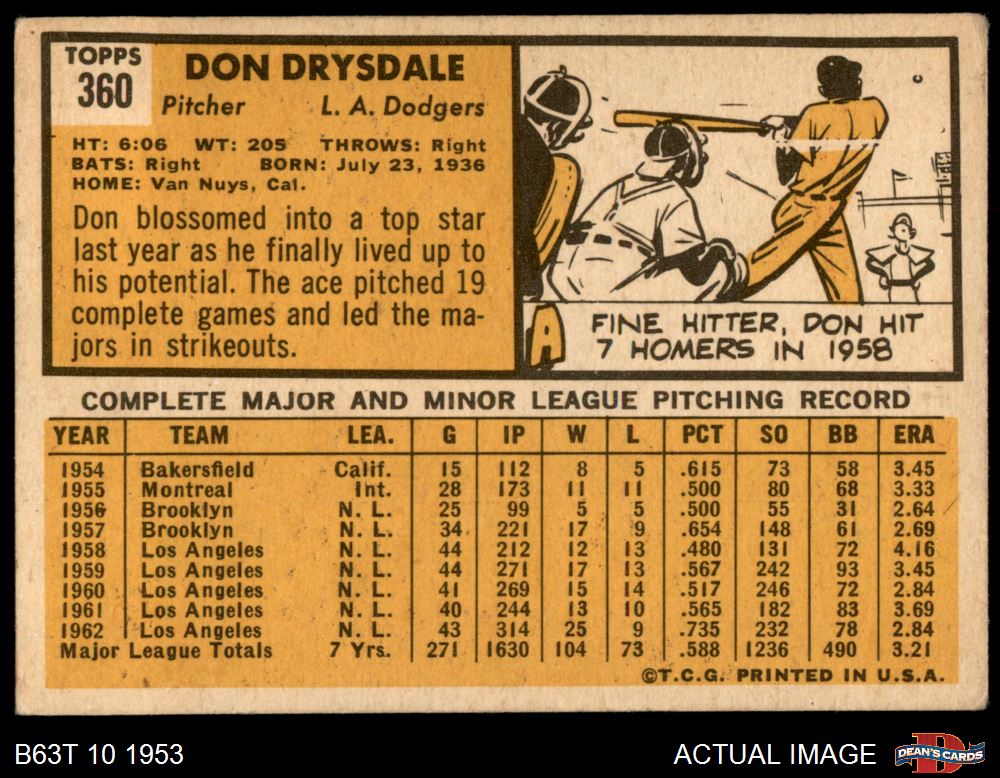 TOPPS
360
DON DRYSDALE
Pitcher L. A. Dodgers
HT: 6:06 WT: 205 THROWS: Right
BATS: Right BORN: July 23, 1936
HOME: Van Nuys, Cal.
Don blossomed into a top star
last year as he finally lived up to
his potential. The ace pitched 19
complete games and led the ma-
jors in strikeouts.
FINE HITTER, DON HIT
7 HOMERS IN 1958
COMPLETE MAJOR AND MINOR LEAGUE PITCHING RECORD
YEAR TEAM LEA. G IP W L PCT SO BB ERA
1954 Bakersfield Calif. 15 112 8 5 .615 73 58 3.45
1955 Montreal Int. 28 173 11 11 .500 80 68 3.33
1956 Brooklyn N. L. 25 99 5 5 .500 55 31 2.64
1957 Brooklyn N. L. 34 221 17 9 .654 148 61 2.69
1958 Los Angeles N. L. 44 212 12 13 .480 131 72 4.16
1959 Los Angeles N. L. 44 271 17 13 .567 242 93 3.45
1960 Los Angeles N. L. 41 269 15 14 .517 246 72 2.84
1961 Los Angeles N. L. 40 244 13 10 .565 182 83 3.69
1962 Los Angeles N. L. 43 314 25 9 .735 232 78 2.84
Major League Totals 7 Yrs. 271 1630 104 73 .588 1236 490 3.21
©T.C.G. PRINTED IN U.S.A.
B63T 10 1953 ACTUAL IMAGE DEAN'S CARDS